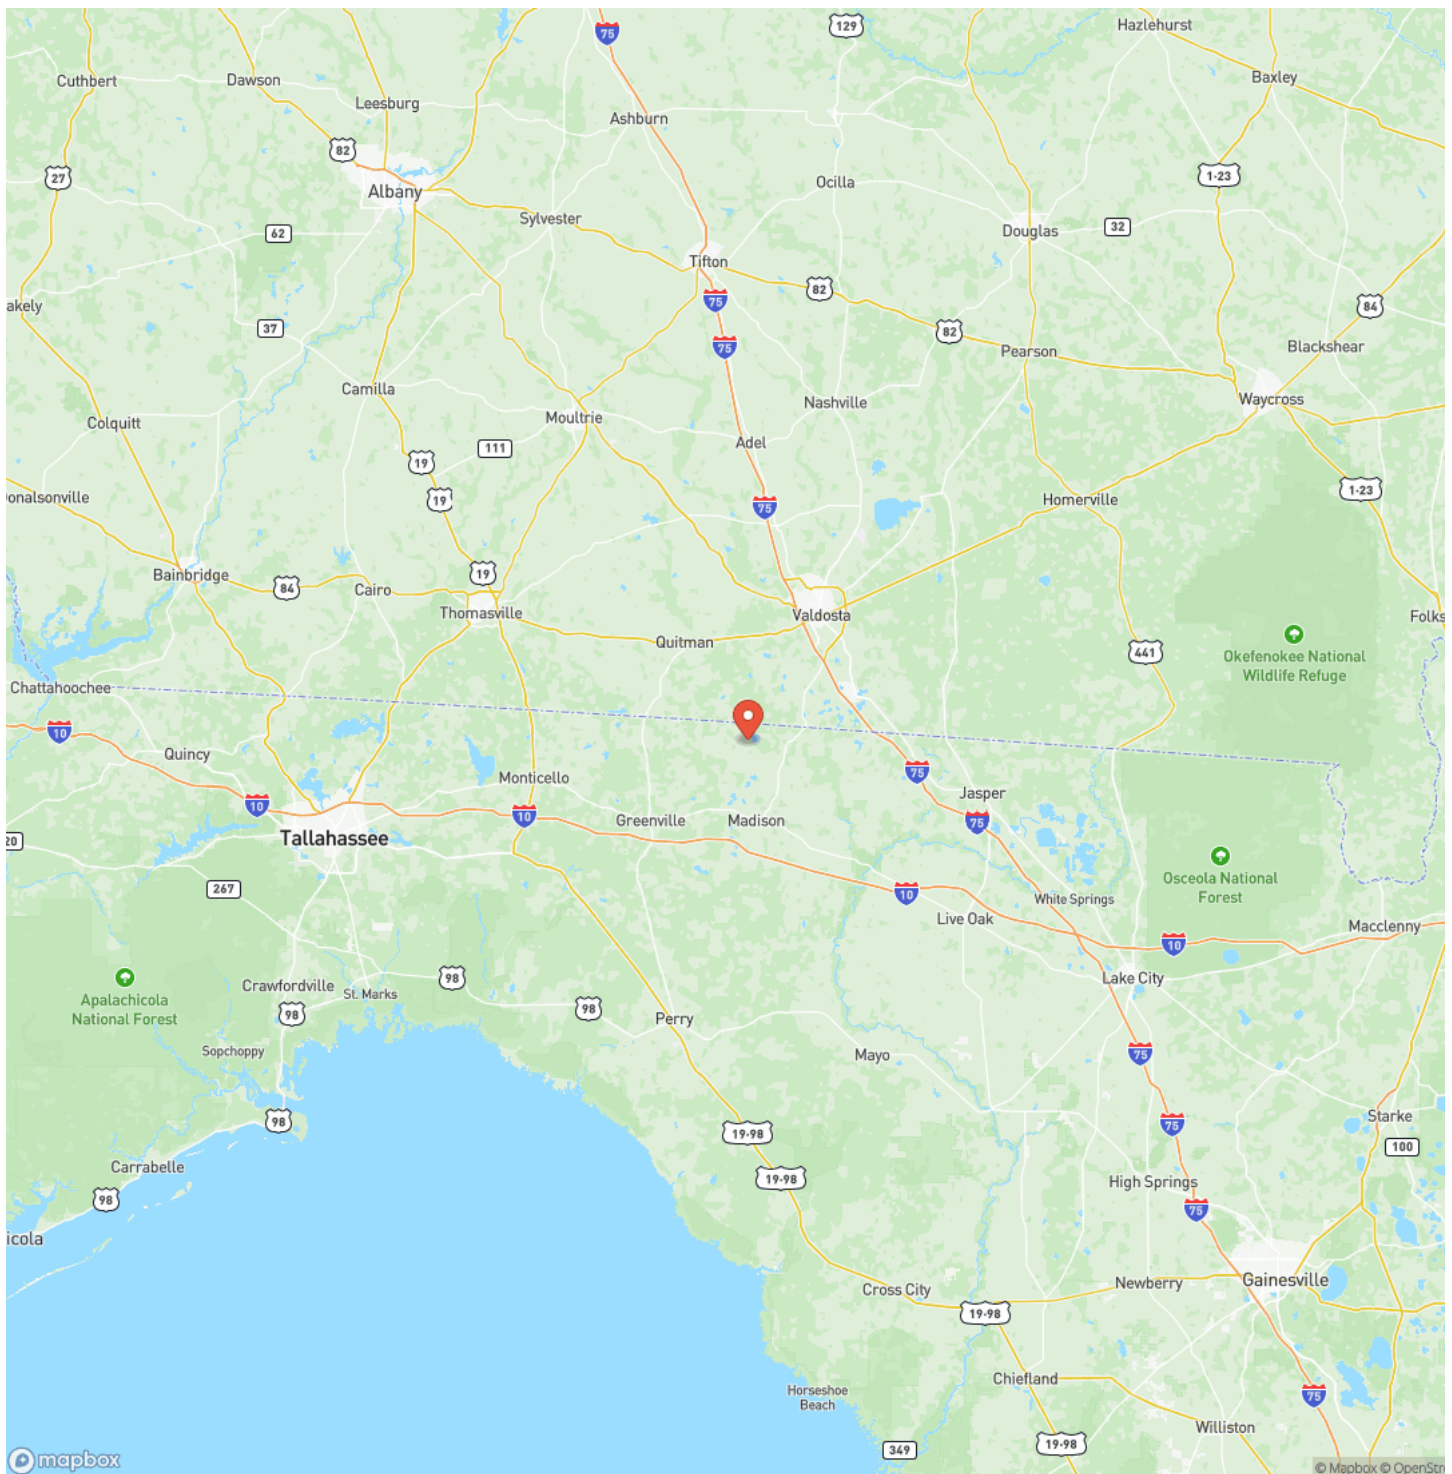 129
Hazlehurst
75
Cuthbert
Dawson
Baxley
Leesburg
Ashburn
82
27
Albany
Ocilla
1-23
Sylvester
62
Douglas
32
Tifton
82
75
akely
84
37
82
75
Blackshear
Pearson
Camilla
Waycross
Nashville
Moultrie
Colquitt
Adel
111
19
1-23
onalsonville
19
Homerville
75
Bainbridge
19
84
Cairo
Thomasville
Valdosta
Folks
Quitman
441
Okefenokee National
Wildlife Refuge
Chattahoochee
10
Quincy
75
Monticello
Jasper
10
10
Greenville
Madison
75
20
Tallahassee
267
10
Osceola National
Forest
White Springs
Live Oak
Macclenny
10
98
Lake City
Crawfordville
St. Marks
Apalachicola
National Forest
98
98
Perry
Sopchoppy
Mayo
75
98
19-98
Starke
75
100
Carrabelle
19-98
High Springs
98
75
icola
Gainesville
Newberry
Cross City
19-98
Chiefland
Horseshoe
Beach
75
Williston
19-98
349
mapbox
© Mapbox © OpenStre